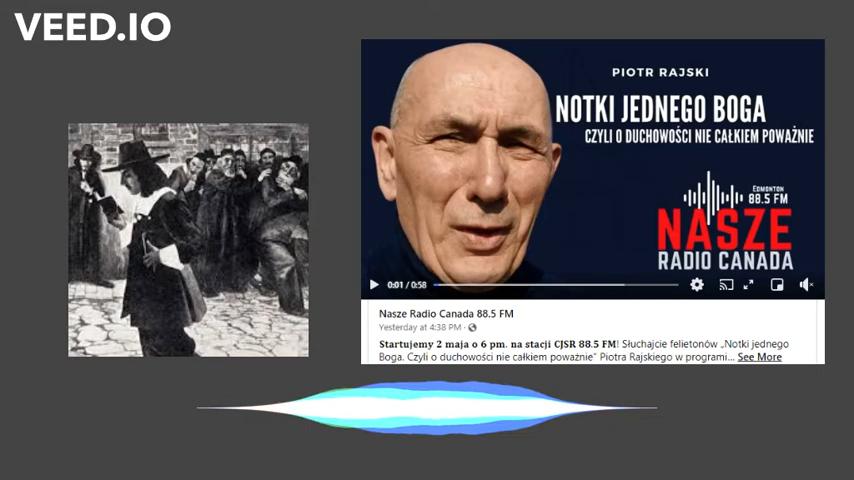 VEED.IO
PIOTR RAJSKI
NOTKI JEDNEGO BOGA
CZYLI O DUCHOWOŚCI NIE CAŁKIEM POWAŻNIE
EDMONTON
88.5 FM
NASZE
RADIO CANADA
0:01 / 0:58
Nasze Radio Canada 88.5 FM
Yesterday at 4:38 PM ·
Startujemy 2 maja o 6 pm. na stacji CJSR 88.5 FM! Słuchajcie felietonów „Notki jednego
Boga. Czyli o duchowości nie całkiem poważnie" Piotra Rajskiego w programi... See More